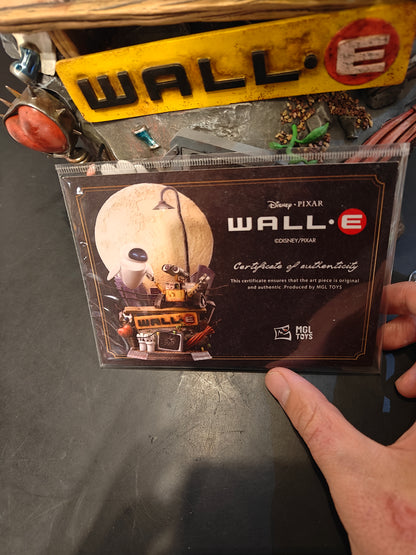 WALL·E
Disney · PIXAR
WALL·E
©DISNEY/PIXAR
Certificate of authenticity
This certificate ensures that the art piece is original
and authentic .Produced by MGL TOYS
MGL
TOYS
WALL·E